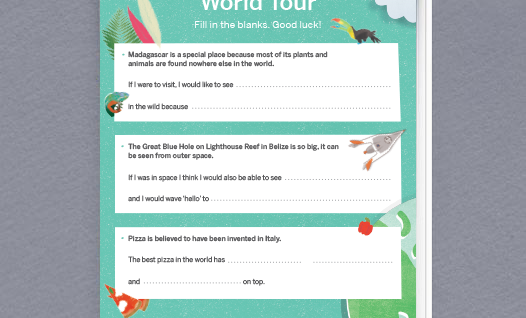 World Tour
Fill in the blanks. Good luck!
Madagascar is a special place because most of its plants and
animals are found nowhere else in the world.
If I were to visit, I would like to see
in the wild because
The Great Blue Hole on Lighthouse Reef in Belize is so big, it can
be seen from outer space.
If I was in space I think I would also be able to see
and I would wave 'hello' to
Pizza is believed to have been invented in Italy.
The best pizza in the world has
and on top.